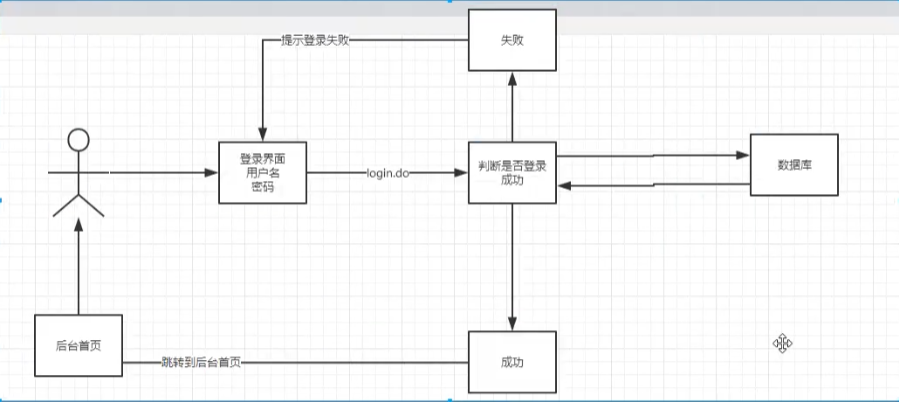 提示登录失败
失败
登录界面
用户名
密码
login.do
判断是否登录
成功
数据库
后台首页
跳转到后台首页
成功